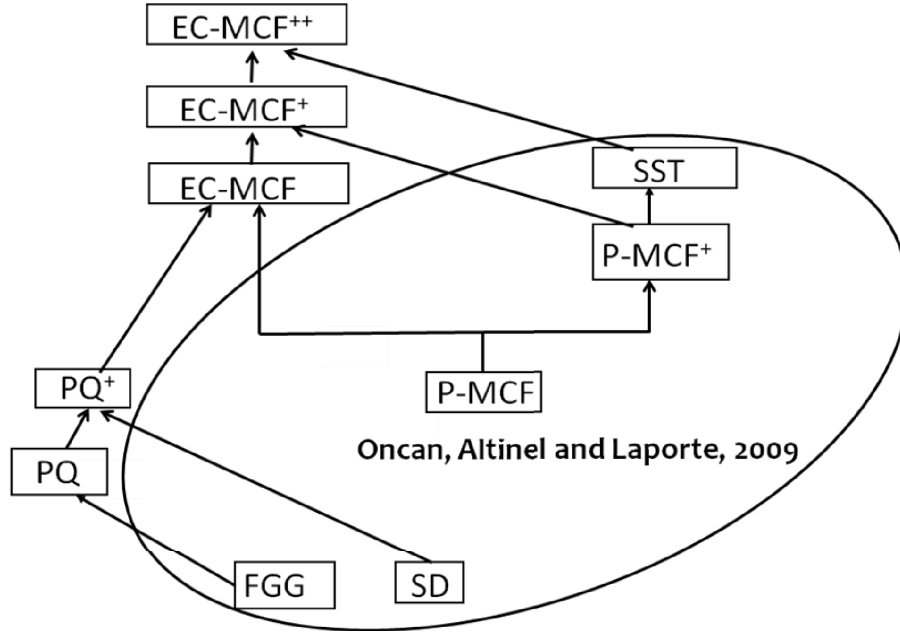 EC-MCF⁺⁺
EC-MCF⁺
EC-MCF
SST
P-MCF⁺
PQ⁺
P-MCF
Oncan, Altinel and Laporte, 2009
PQ
FGG
SD